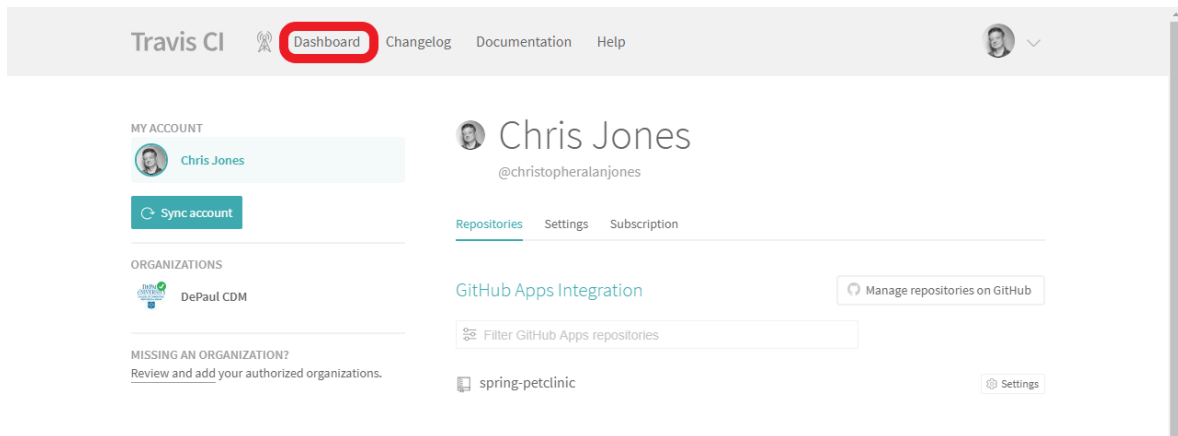 Travis CI Dashboard Changelog Documentation Help
MY ACCOUNT
Chris Jones
Sync account
ORGANIZATIONS
DePaul CDM
MISSING AN ORGANIZATION?
Review and add your authorized organizations.
Chris Jones
@christopheralanjones
Repositories Settings Subscription
GitHub Apps Integration
Manage repositories on GitHub
Filter GitHub Apps repositories
spring-petclinic
Settings